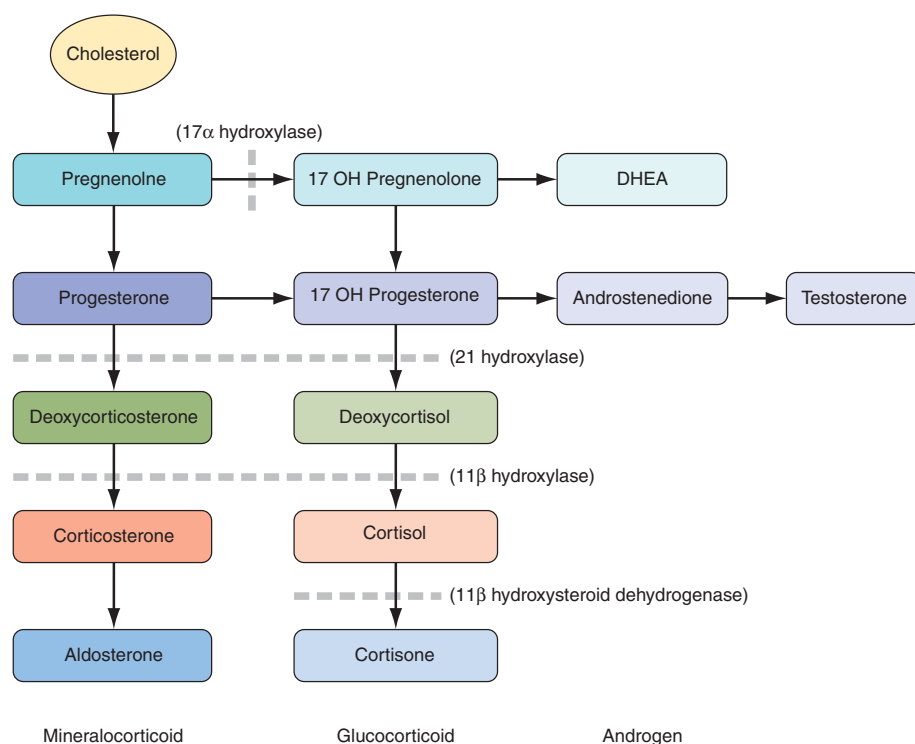 Cholesterol
(17α hydroxylase)
Pregnenolne
17 OH Pregnenolone
DHEA
Progesterone
17 OH Progesterone
Androstenedione
Testosterone
(21 hydroxylase)
Deoxycorticosterone
Deoxycortisol
(11β hydroxylase)
Corticosterone
Cortisol
(11β hydroxysteroid dehydrogenase)
Aldosterone
Cortisone
Mineralocorticoid
Glucocorticoid
Androgen